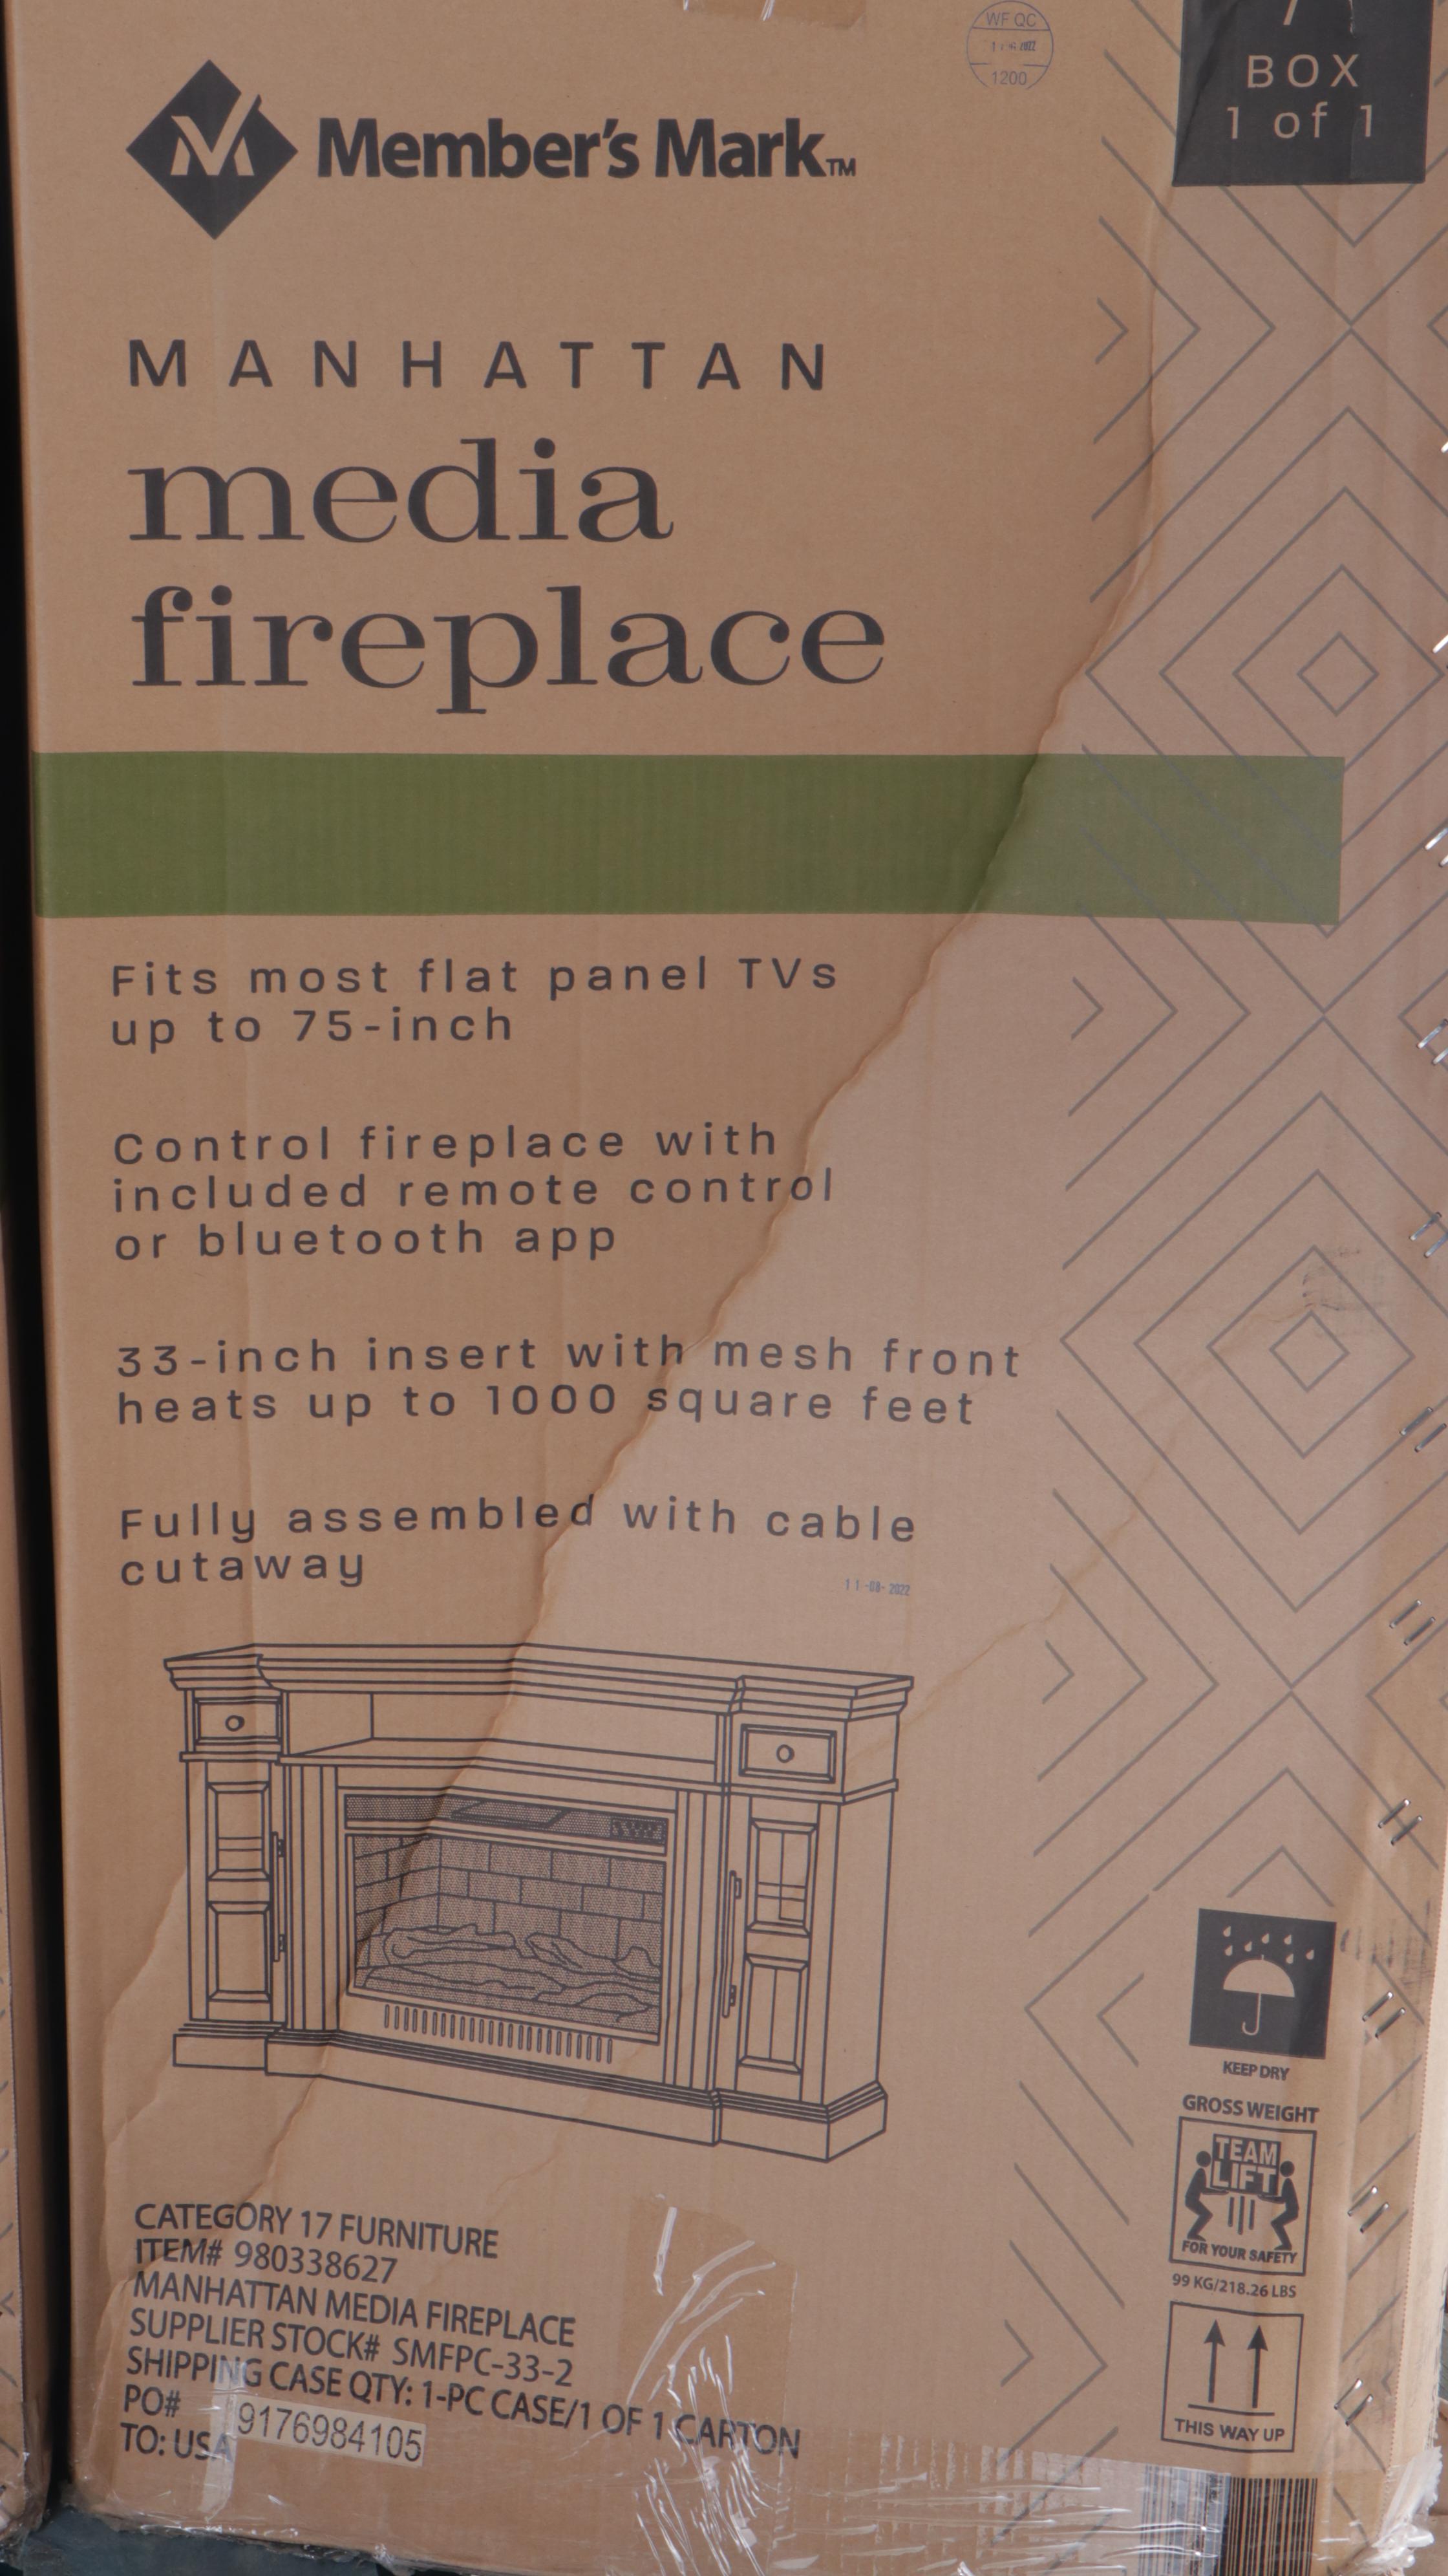 WF QC
1200
BOX
1 of 1
Member's Mark™
MANHATTAN
media
fireplace
Fits most flat panel TVs
up to 75-inch
Control fireplace with
included remote control
or bluetooth app
33-inch insert with mesh front
heats up to 1000 square feet
Fully assembled with cable
cutaway
11-08-2022
KEEP DRY
GROSS WEIGHT
TEAM
LIFT
FOR YOUR SAFETY
99 KG/218.26 LBS
THIS WAY UP
CATEGORY 17 FURNITURE
ITEM# 980338627
MANHATTAN MEDIA FIREPLACE
SUPPLIER STOCK# SMFPC-33-2
SHIPPING CASE QTY: 1-PC CASE/1 OF 1 CARTON
PO# 9176984105
TO: USA